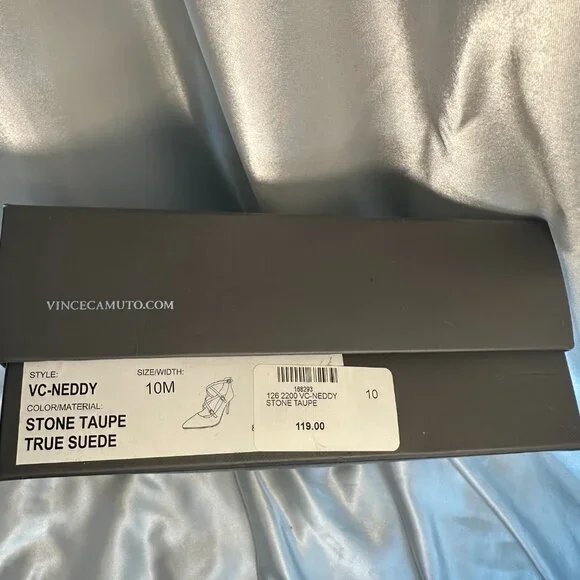 VINCECAMUTO.COM
STYLE: SIZE/WIDTH:
VC-NEDDY 10M
COLOR/MATERIAL:
STONE TAUPE
TRUE SUEDE
188293
126 2200 VC-NEDDY 10
STONE TAUPE
119.00